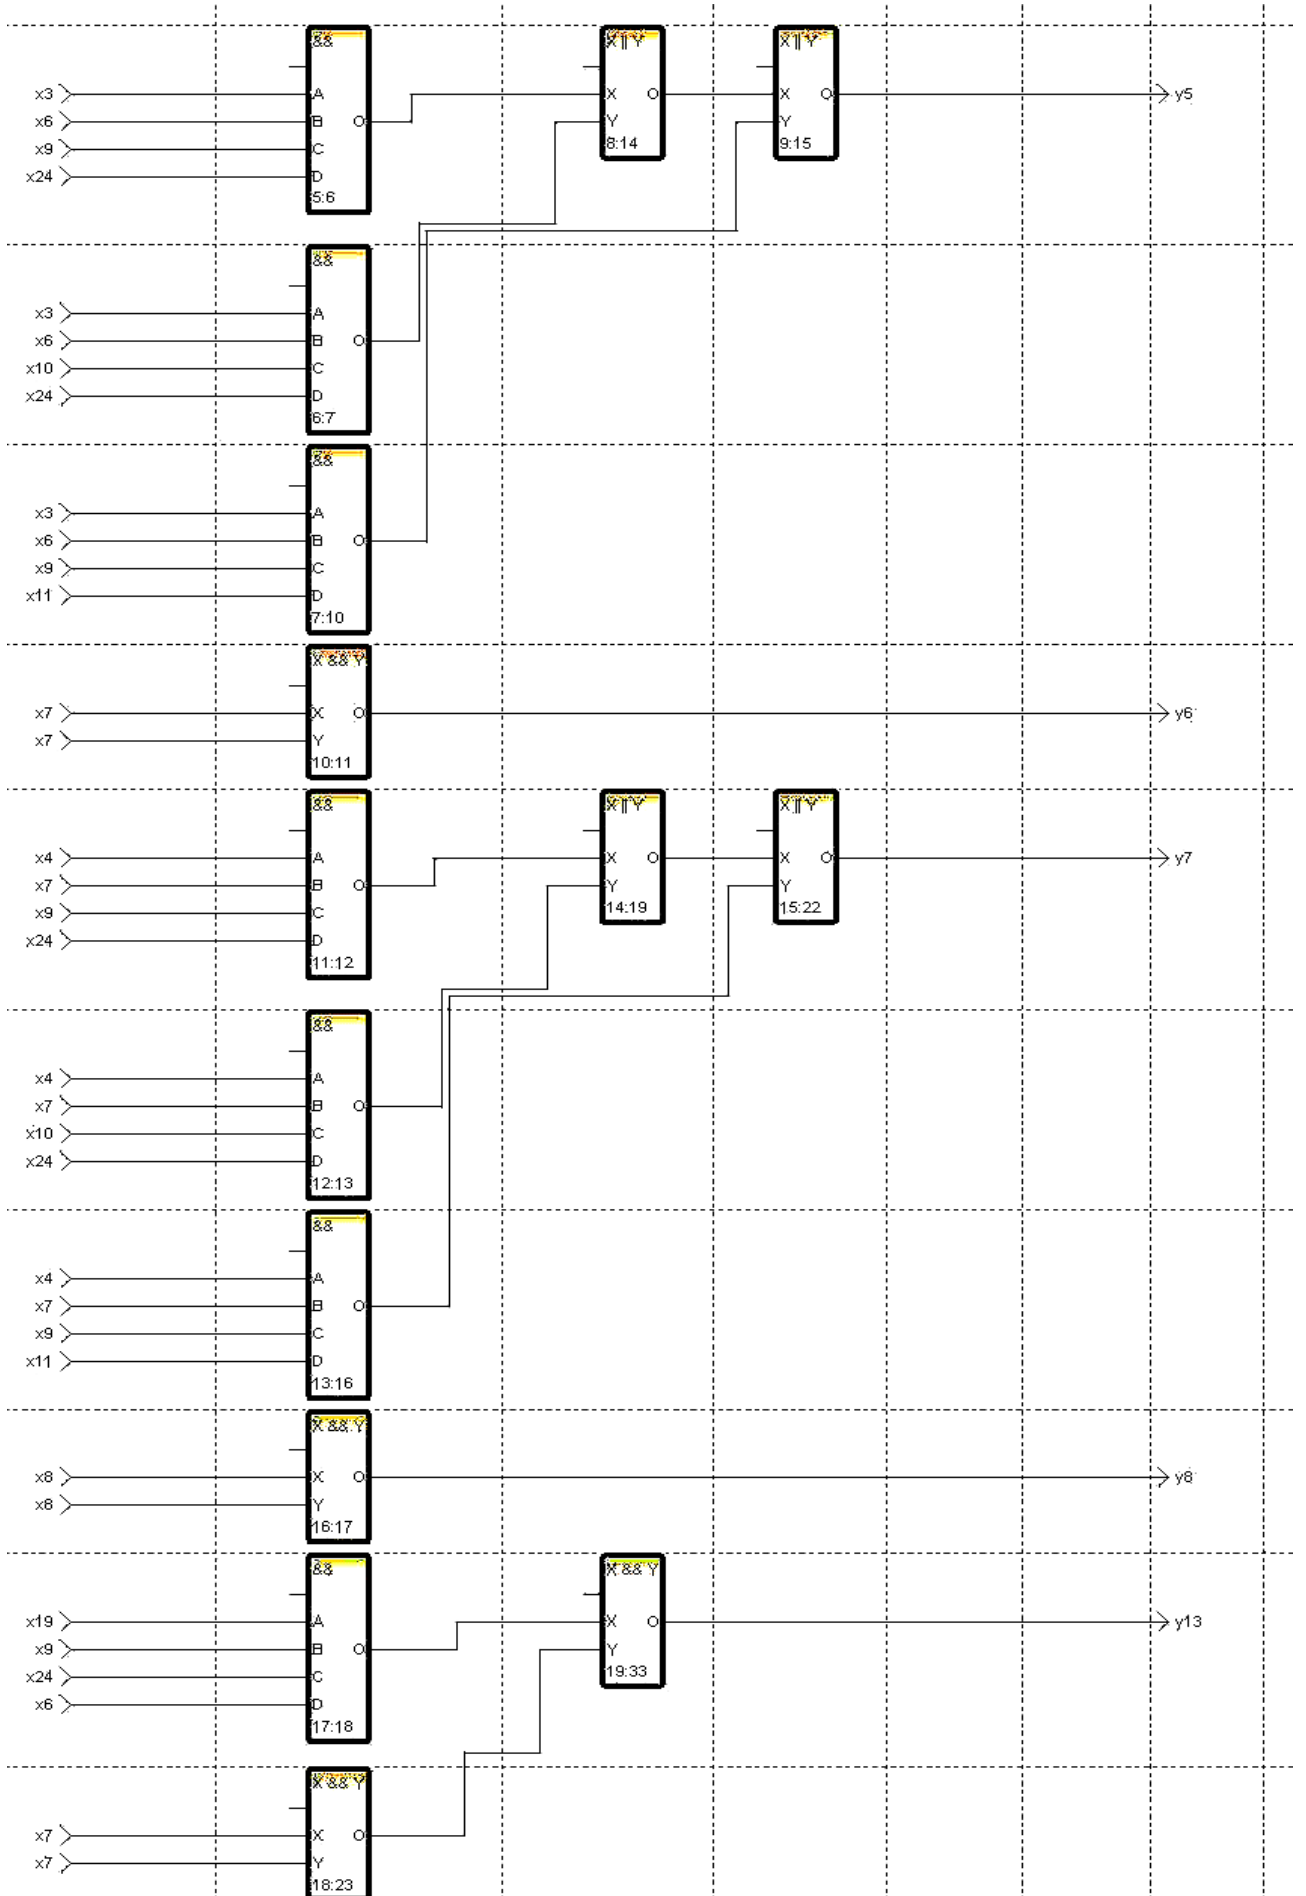 && X || Y X || Y
x3 A X O X O y5
x6 B O Y Y
x9 C 8:14 9:15
x24 D
5:6
&&
x3 A
x6 B O
x10 C
x24 D
6:7
&&
x3 A
x6 B O
x9 C
x11 D
7:10
X && Y
x7 X O y6
x7 Y
10:11
&& X || Y X || Y
x4 A X O X O y7
x7 B O Y Y
x9 C 14:19 15:22
x24 D
11:12
&&
x4 A
x7 B O
x10 C
x24 D
12:13
&&
x4 A
x7 B O
x9 C
x11 D
13:16
X && Y
x8 X O y8
x8 Y
16:17
&& X && Y
x19 A X O y13
x9 B O Y
x24 C 19:33
x6 D
17:18
X && Y
x7 X O
x7 Y
18:23